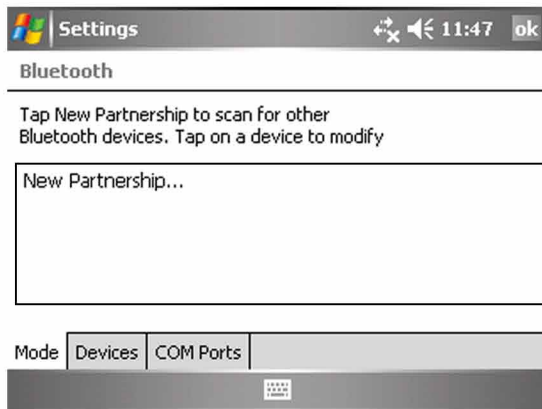 Settings 11:47 ok
Bluetooth
Tap New Partnership to scan for other
Bluetooth devices. Tap on a device to modify
New Partnership...
Mode Devices COM Ports